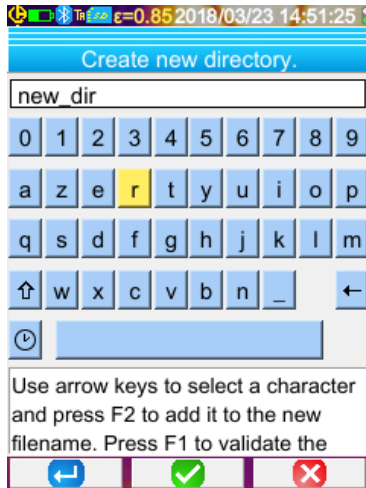 ε=0.85 2018/03/23 14:51:25
Create new directory.
new_dir
0 1 2 3 4 5 6 7 8 9
a z e r t y u i o p
q s d f g h j k l m
w x c v b n _
Use arrow keys to select a character
and press F2 to add it to the new
filename. Press F1 to validate the